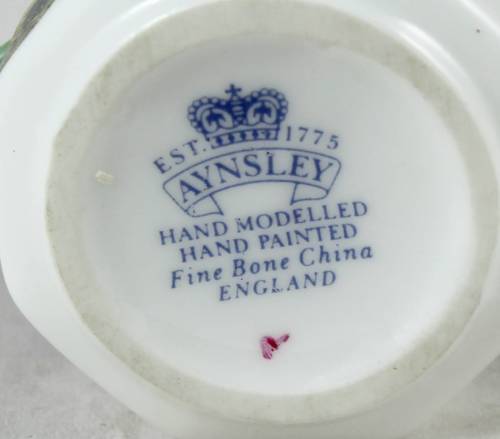 EST. 1775
AYNSLEY
HAND MODELLED
HAND PAINTED
Fine Bone China
ENGLAND